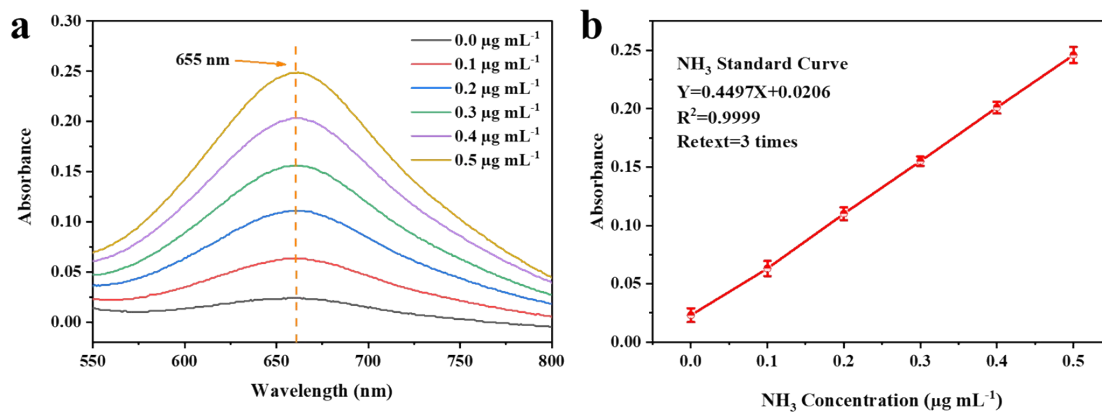 a
0.30
0.25
0.20
0.15
0.10
0.05
0.00
Absorbance
550
600
650
700
750
800
Wavelength (nm)
655 nm
0.0 μg mL⁻¹
0.1 μg mL⁻¹
0.2 μg mL⁻¹
0.3 μg mL⁻¹
0.4 μg mL⁻¹
0.5 μg mL⁻¹
b
0.25
0.20
0.15
0.10
0.05
0.00
Absorbance
NH₃ Standard Curve
Y=0.4497X+0.0206
R²=0.9999
Retext=3 times
0.0
0.1
0.2
0.3
0.4
0.5
NH₃ Concentration (μg mL⁻¹)